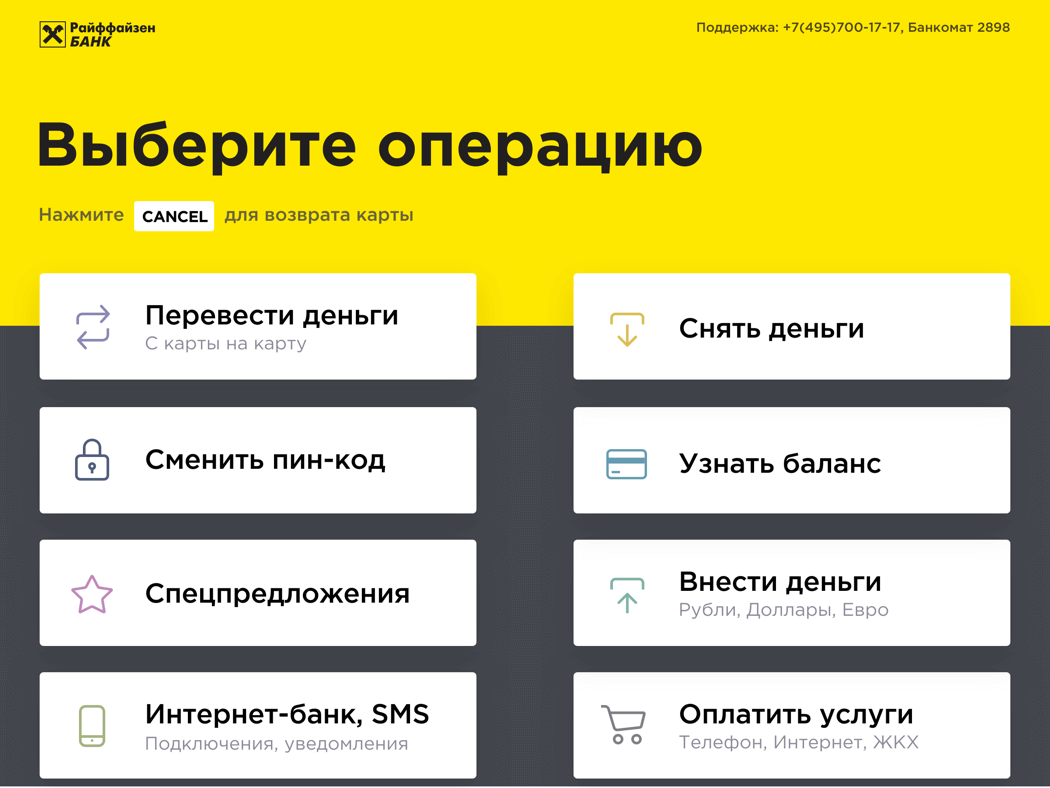 Райффайзен
БАНК
Поддержка: +7(495)700-17-17, Банкомат 2898
Выберите операцию
Нажмите CANCEL для возврата карты
Перевести деньги
С карты на карту
Снять деньги
Сменить пин-код
Узнать баланс
Спецпредложения
Внести деньги
Рубли, Доллары, Евро
Интернет-банк, SMS
Подключения, уведомления
Оплатить услуги
Телефон, Интернет, ЖКХ